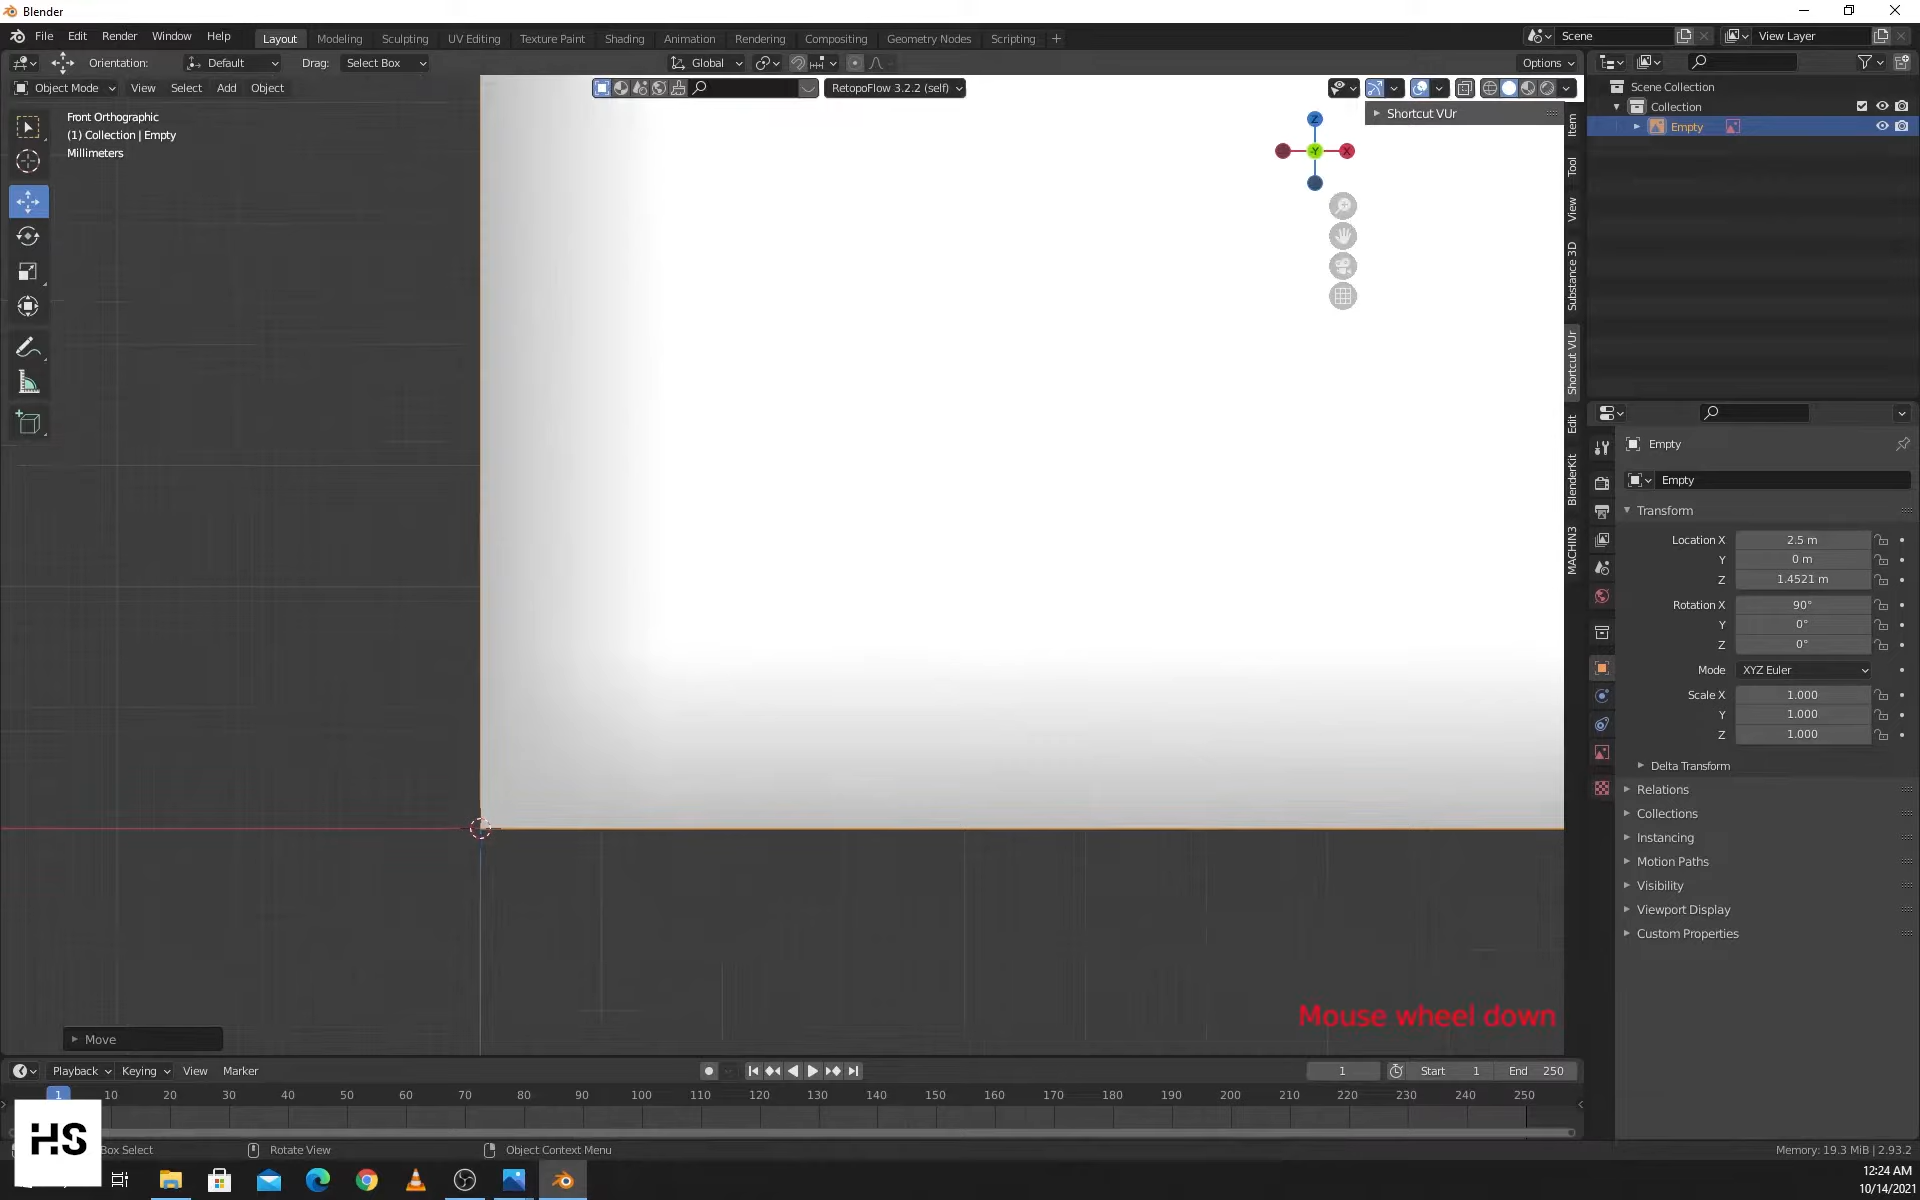 Blender
File Edit Render Window Help
Layout Modeling Sculpting UV Editing Texture Paint Shading Animation Rendering Compositing Geometry Nodes Scripting +
Scene
View Layer
Orientation: Default Drag: Select Box
Global
Options
Object Mode View Select Add Object
RetopoFlow 3.2.2 (self)
Front Orthographic
(1) Collection | Empty
Millimeters
Shortcut VUr
Z
Y
X
Item
Tool
View
Substance 3D
Shortcut VUr
Edit
BlenderKit
MACHIN3
Scene Collection
Collection
Empty
Empty
Empty
Transform
Location X 2.5 m
Y 0 m
Z 1.4521 m
Rotation X 90°
Y 0°
Z 0°
Mode XYZ Euler
Scale X 1.000
Y 1.000
Z 1.000
Delta Transform
Relations
Collections
Instancing
Motion Paths
Visibility
Viewport Display
Custom Properties
Mouse wheel down
Move
Playback Keying View Marker
1 Start 1 End 250
1 10 20 30 40 50 60 70 80 90 100 110 120 130 140 150 160 170 180 190 200 210 220 230 240 250
Box Select Rotate View Object Context Menu
Memory: 19.3 MiB | 2.93.2
HS
12:24 AM
10/14/2021